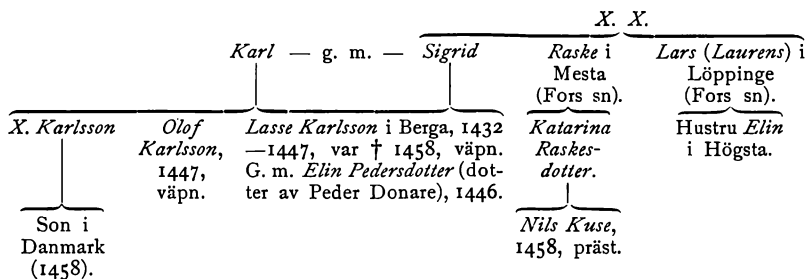 X. X.
Karl — g. m. — Sigrid
Raske i
Mesta
(Fors sn).
Lars (Laurens) i
Löppinge
(Fors sn).
X. Karlsson
Olof
Karlsson,
1447,
väpn.
Lasse Karlsson i Berga, 1432
—1447, var † 1458, väpn.
G. m. Elin Pedersdotter (dot-
ter av Peder Donare), 1446.
Katarina
Raskes-
dotter.
Hustru Elin
i Högsta.
Son i
Danmark
(1458).
Nils Kuse,
1458, präst.